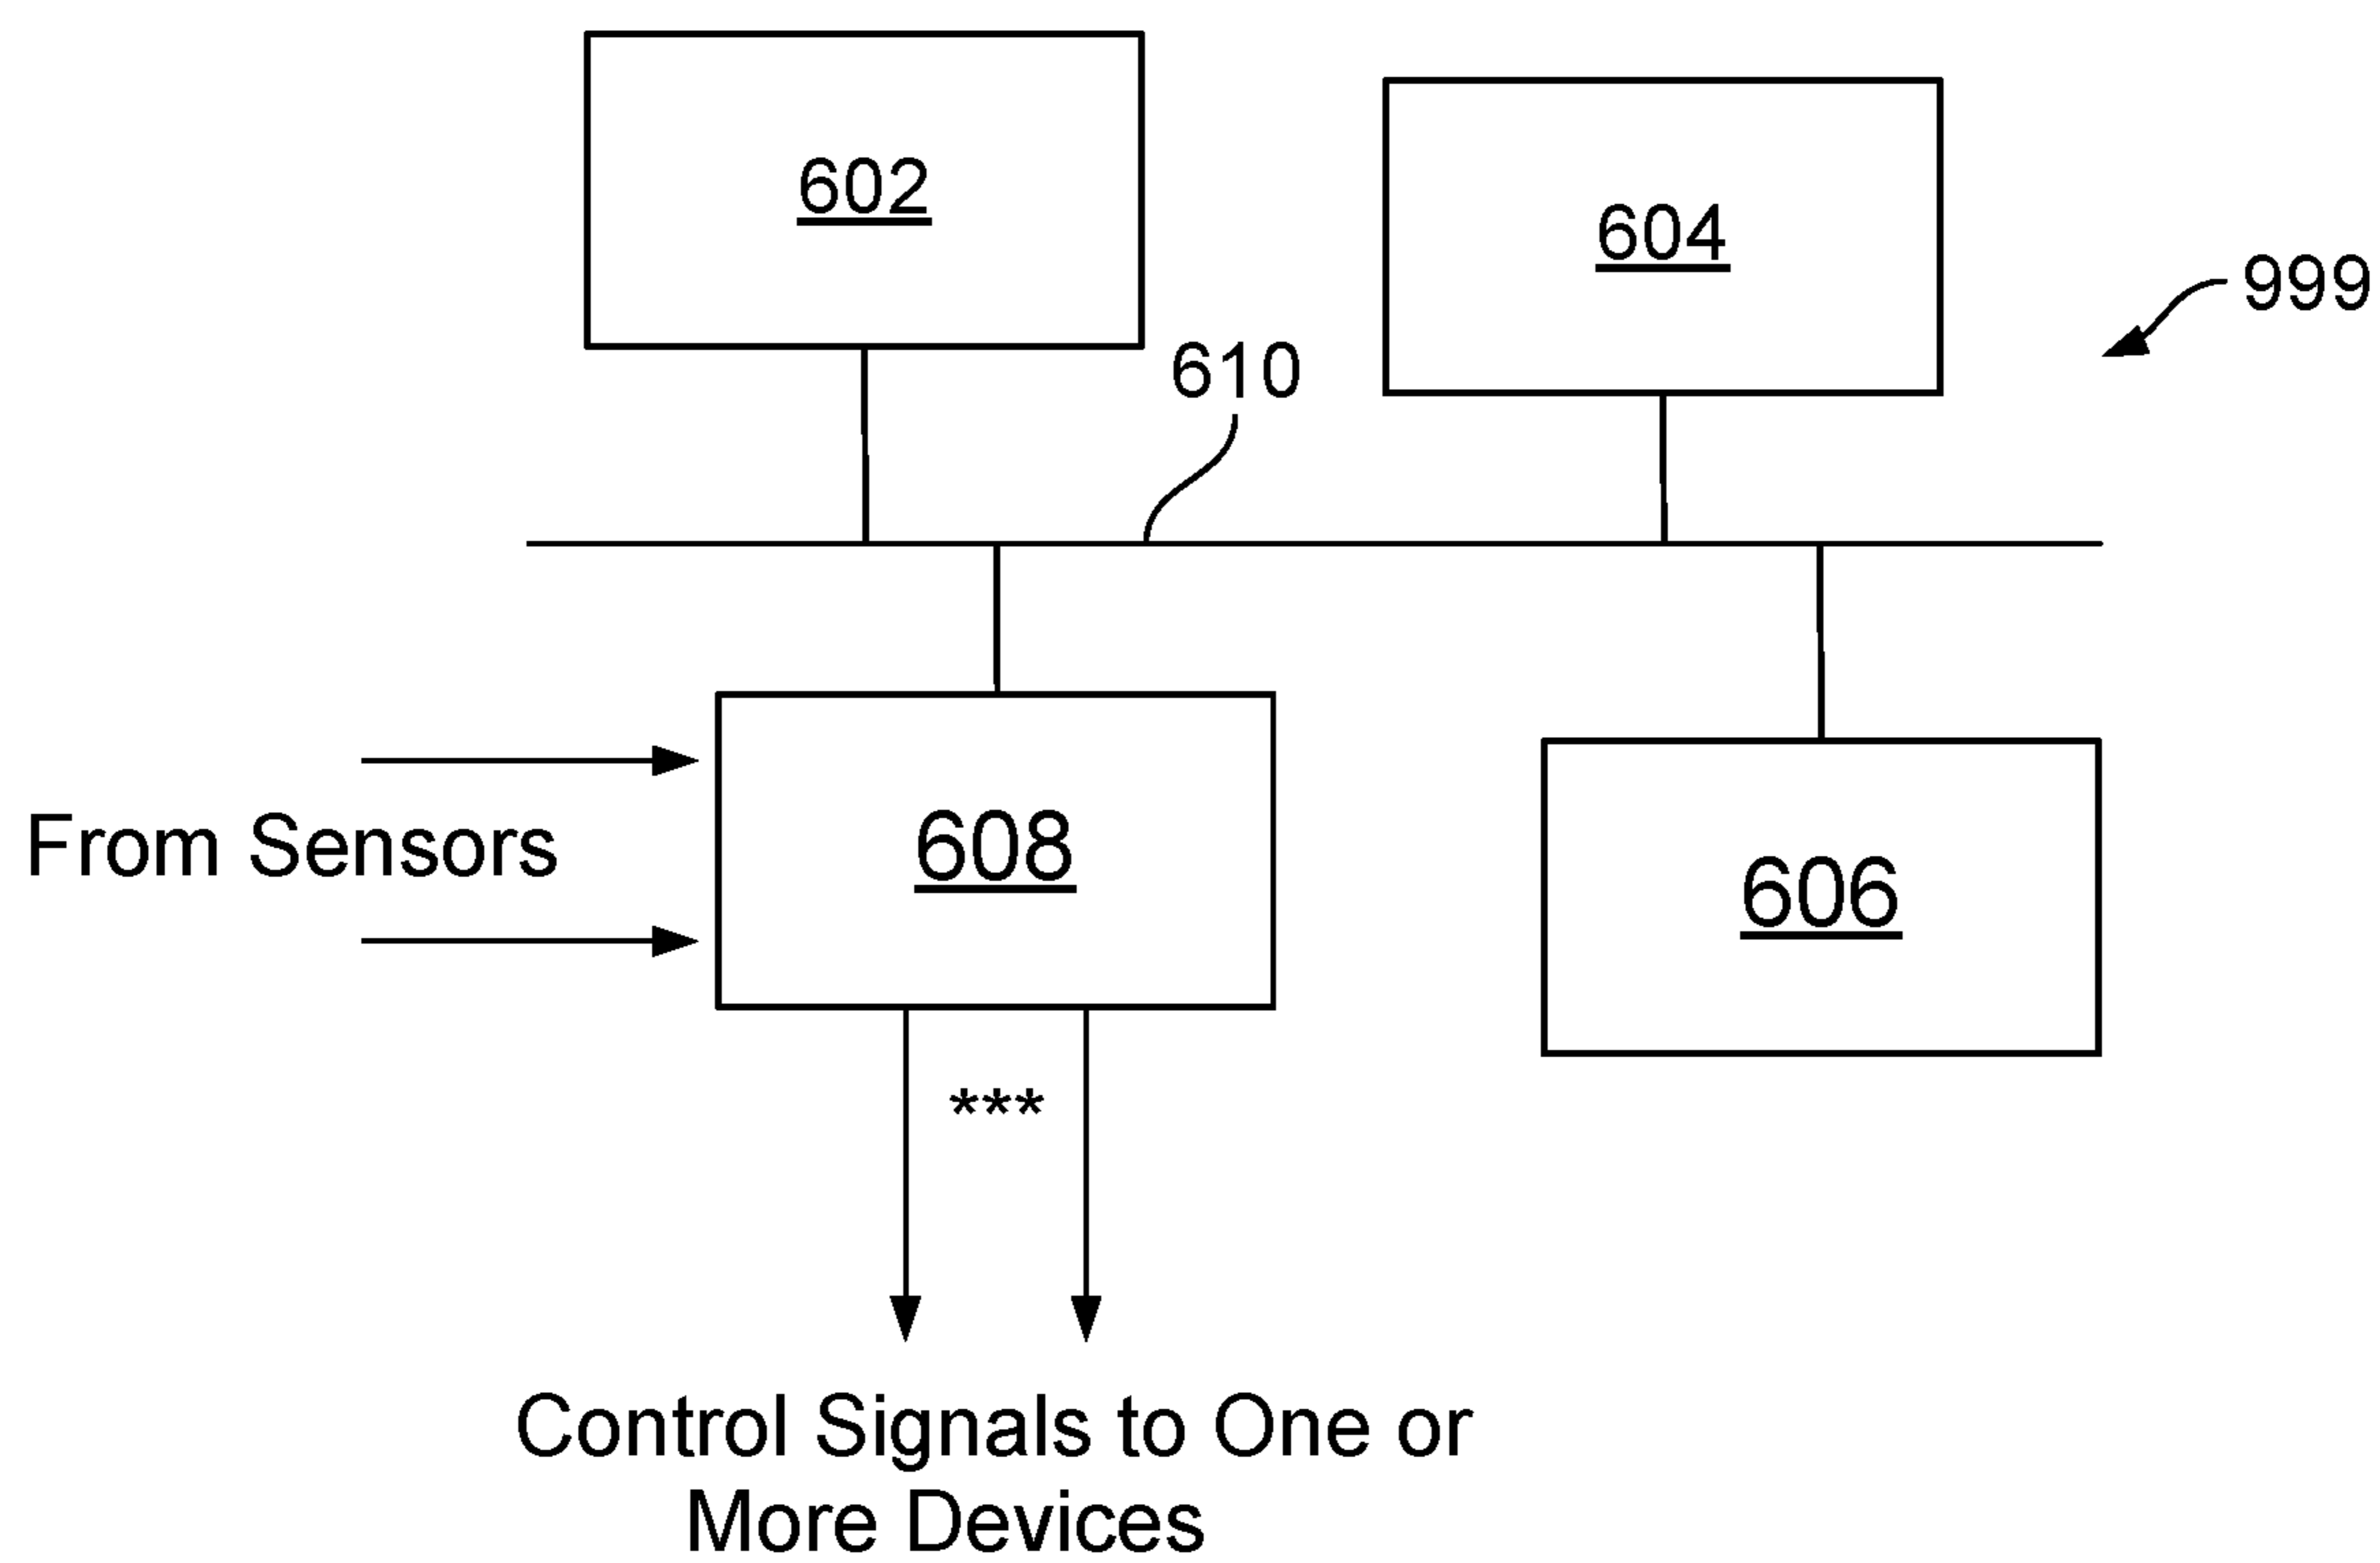 602
604
999
610
From Sensors
608
606
***
Control Signals to One or
More Devices